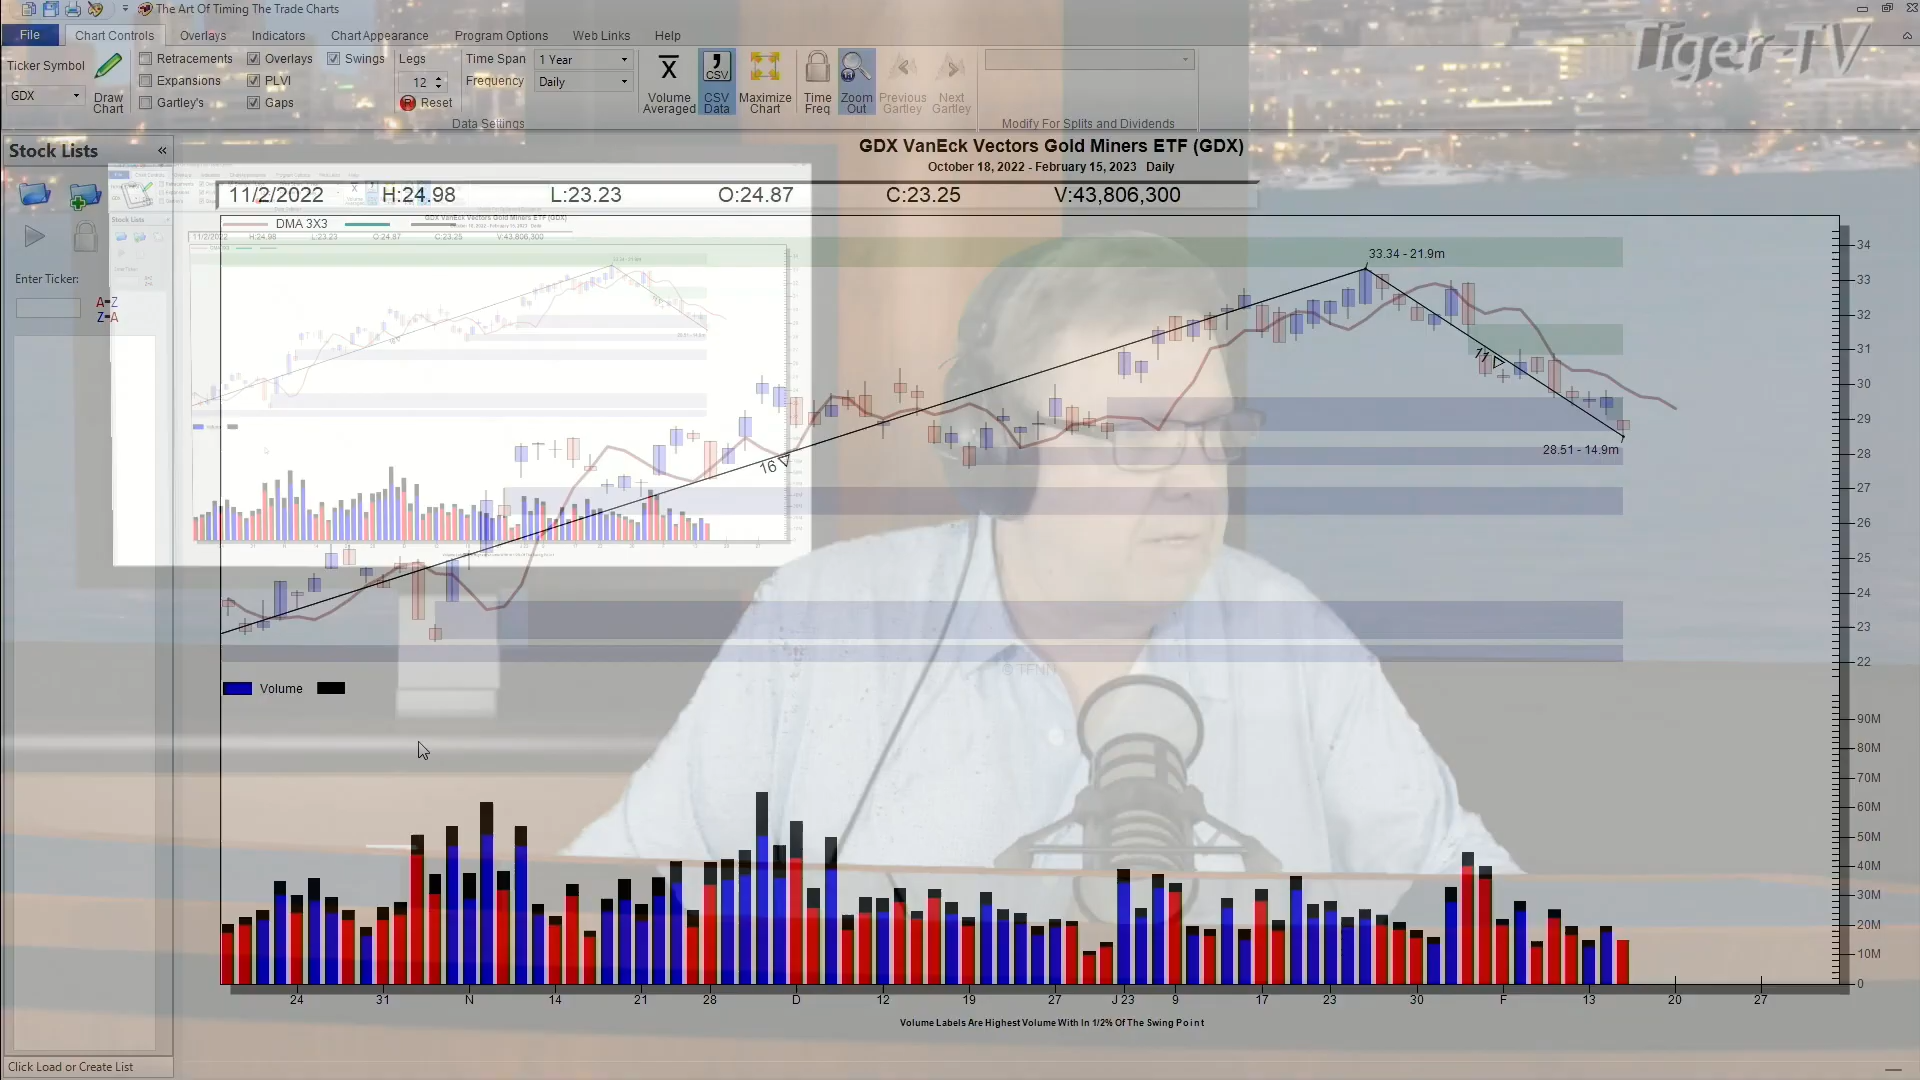 The Art Of Timing The Trade Charts
Tiger-TV
File Chart Controls Overlays Indicators Chart Appearance Program Options Web Links Help
Ticker Symbol
GDX
Draw Chart
Retracements
Expansions
Gartley's
Overlays
PLVI
Gaps
Swings
Legs
12
Reset
Time Span 1 Year
Frequency Daily
Data Settings
Volume Averaged
CSV Data
Maximize Chart
Time Freq
Zoom Out
Previous Gartley
Next Gartley
Modify For Splits and Dividends
Stock Lists
Enter Ticker:
A-Z
Z-A
Click Load or Create List
GDX VanEck Vectors Gold Miners ETF (GDX)
October 18, 2022 - February 15, 2023 Daily
11/2/2022 H:24.98 L:23.23 O:24.87 C:23.25 V:43,806,300
DMA 3X3
33.34 - 21.9m
11
28.51 - 14.9m
16
© TFNN
Volume
34
33
32
31
30
29
28
27
26
25
24
23
22
90M
80M
70M
60M
50M
40M
30M
20M
10M
0
24 31 N 14 21 28 D 12 19 27 J 23 9 17 23 30 F 13 20 27
Volume Labels Are Highest Volume With In 1/2% Of The Swing Point